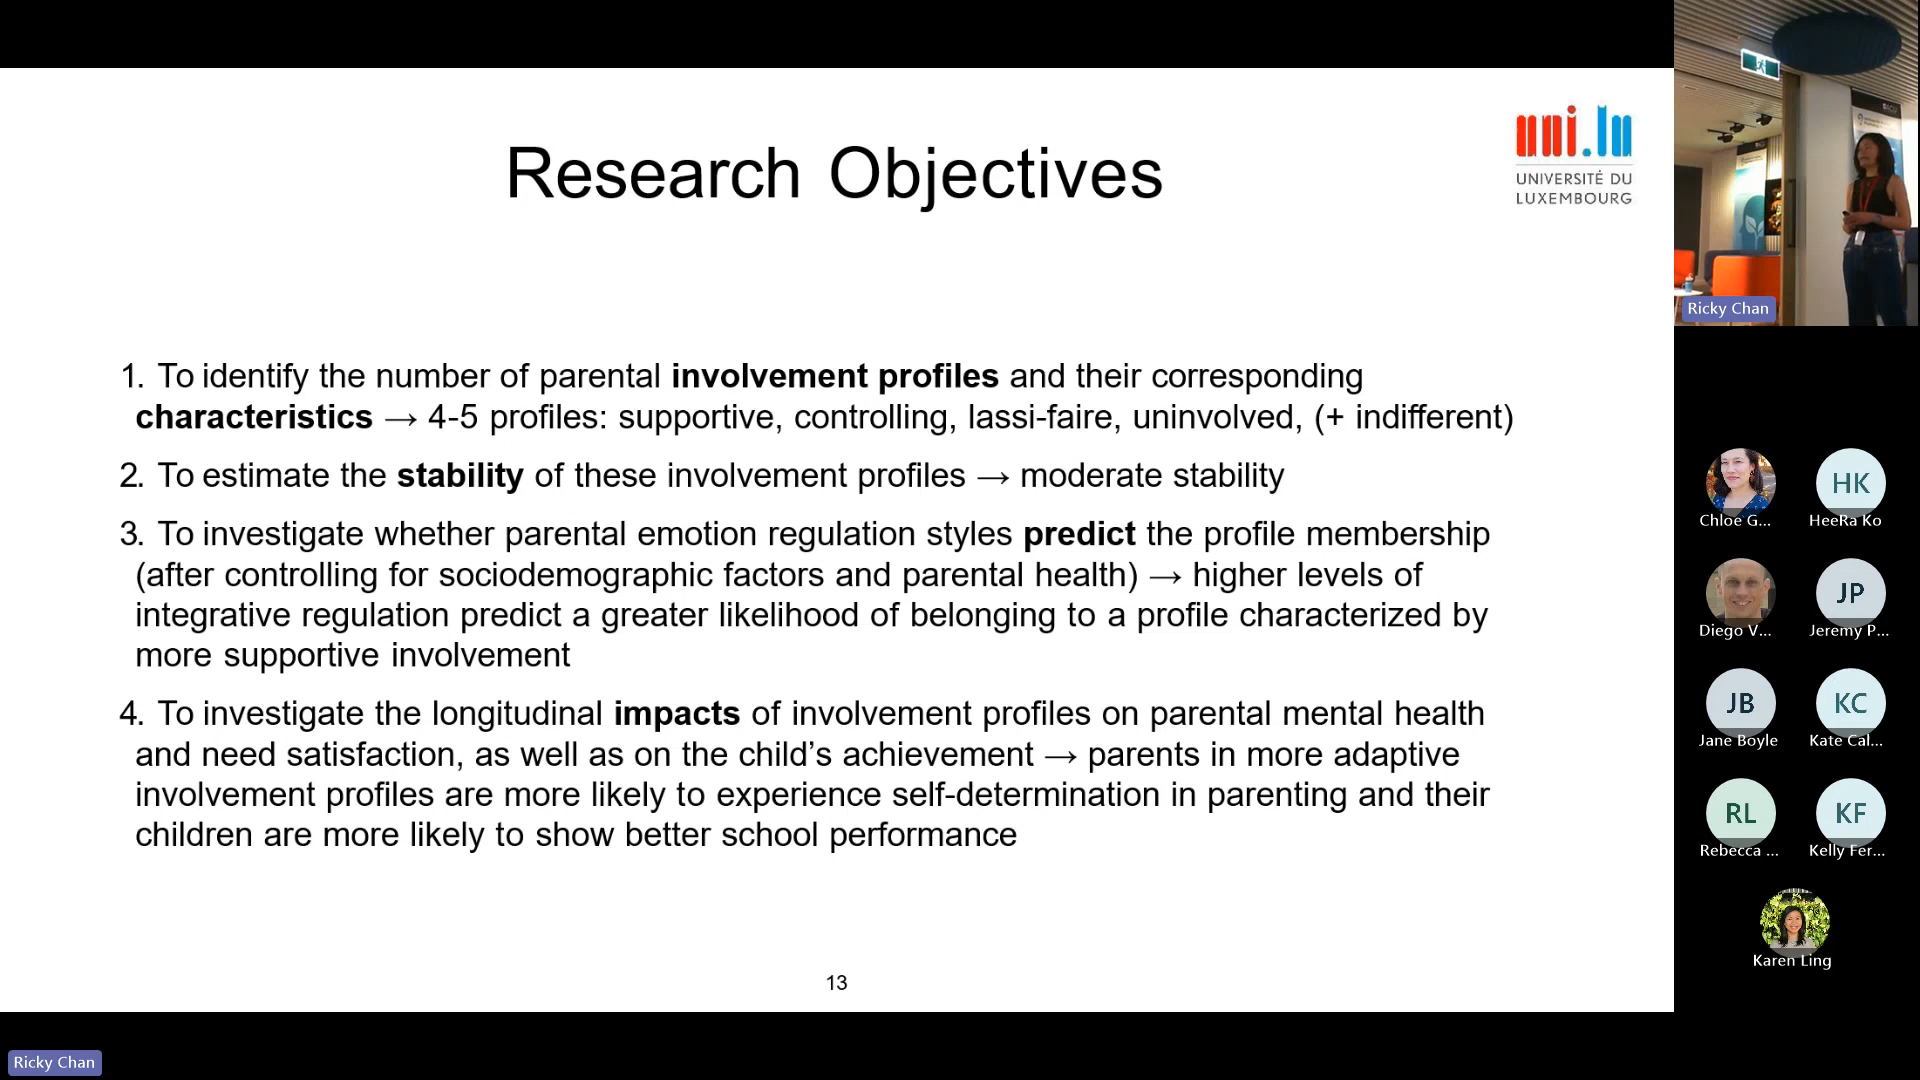 Research Objectives
uni.lu
UNIVERSITÉ DU
LUXEMBOURG
1. To identify the number of parental involvement profiles and their corresponding
characteristics → 4-5 profiles: supportive, controlling, lassi-faire, uninvolved, (+ indifferent)
2. To estimate the stability of these involvement profiles → moderate stability
3. To investigate whether parental emotion regulation styles predict the profile membership
(after controlling for sociodemographic factors and parental health) → higher levels of
integrative regulation predict a greater likelihood of belonging to a profile characterized by
more supportive involvement
4. To investigate the longitudinal impacts of involvement profiles on parental mental health
and need satisfaction, as well as on the child's achievement → parents in more adaptive
involvement profiles are more likely to experience self-determination in parenting and their
children are more likely to show better school performance
13
Ricky Chan
Ricky Chan
Chloe G...
HK
HeeRa Ko
Diego V...
JP
Jeremy P...
JB
Jane Boyle
KC
Kate Cal...
RL
Rebecca ...
KF
Kelly Fer...
Karen Ling